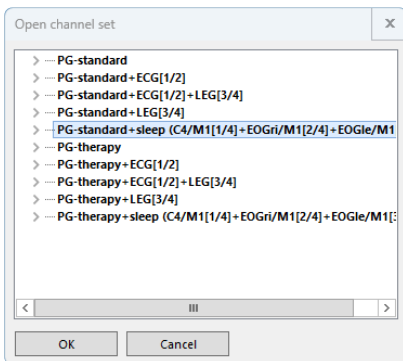 Open channel set
x
PG-standard
PG-standard+ECG[1/2]
PG-standard+ECG[1/2]+LEG[3/4]
PG-standard+LEG[3/4]
PG-standard+sleep (C4/M1[1/4]+EOGri/M1[2/4]+EOGle/M1
PG-therapy
PG-therapy+ECG[1/2]
PG-therapy+ECG[1/2]+LEG[3/4]
PG-therapy+LEG[3/4]
PG-therapy+sleep (C4/M1[1/4]+EOGri/M1[2/4]+EOGle/M1[
OK
Cancel